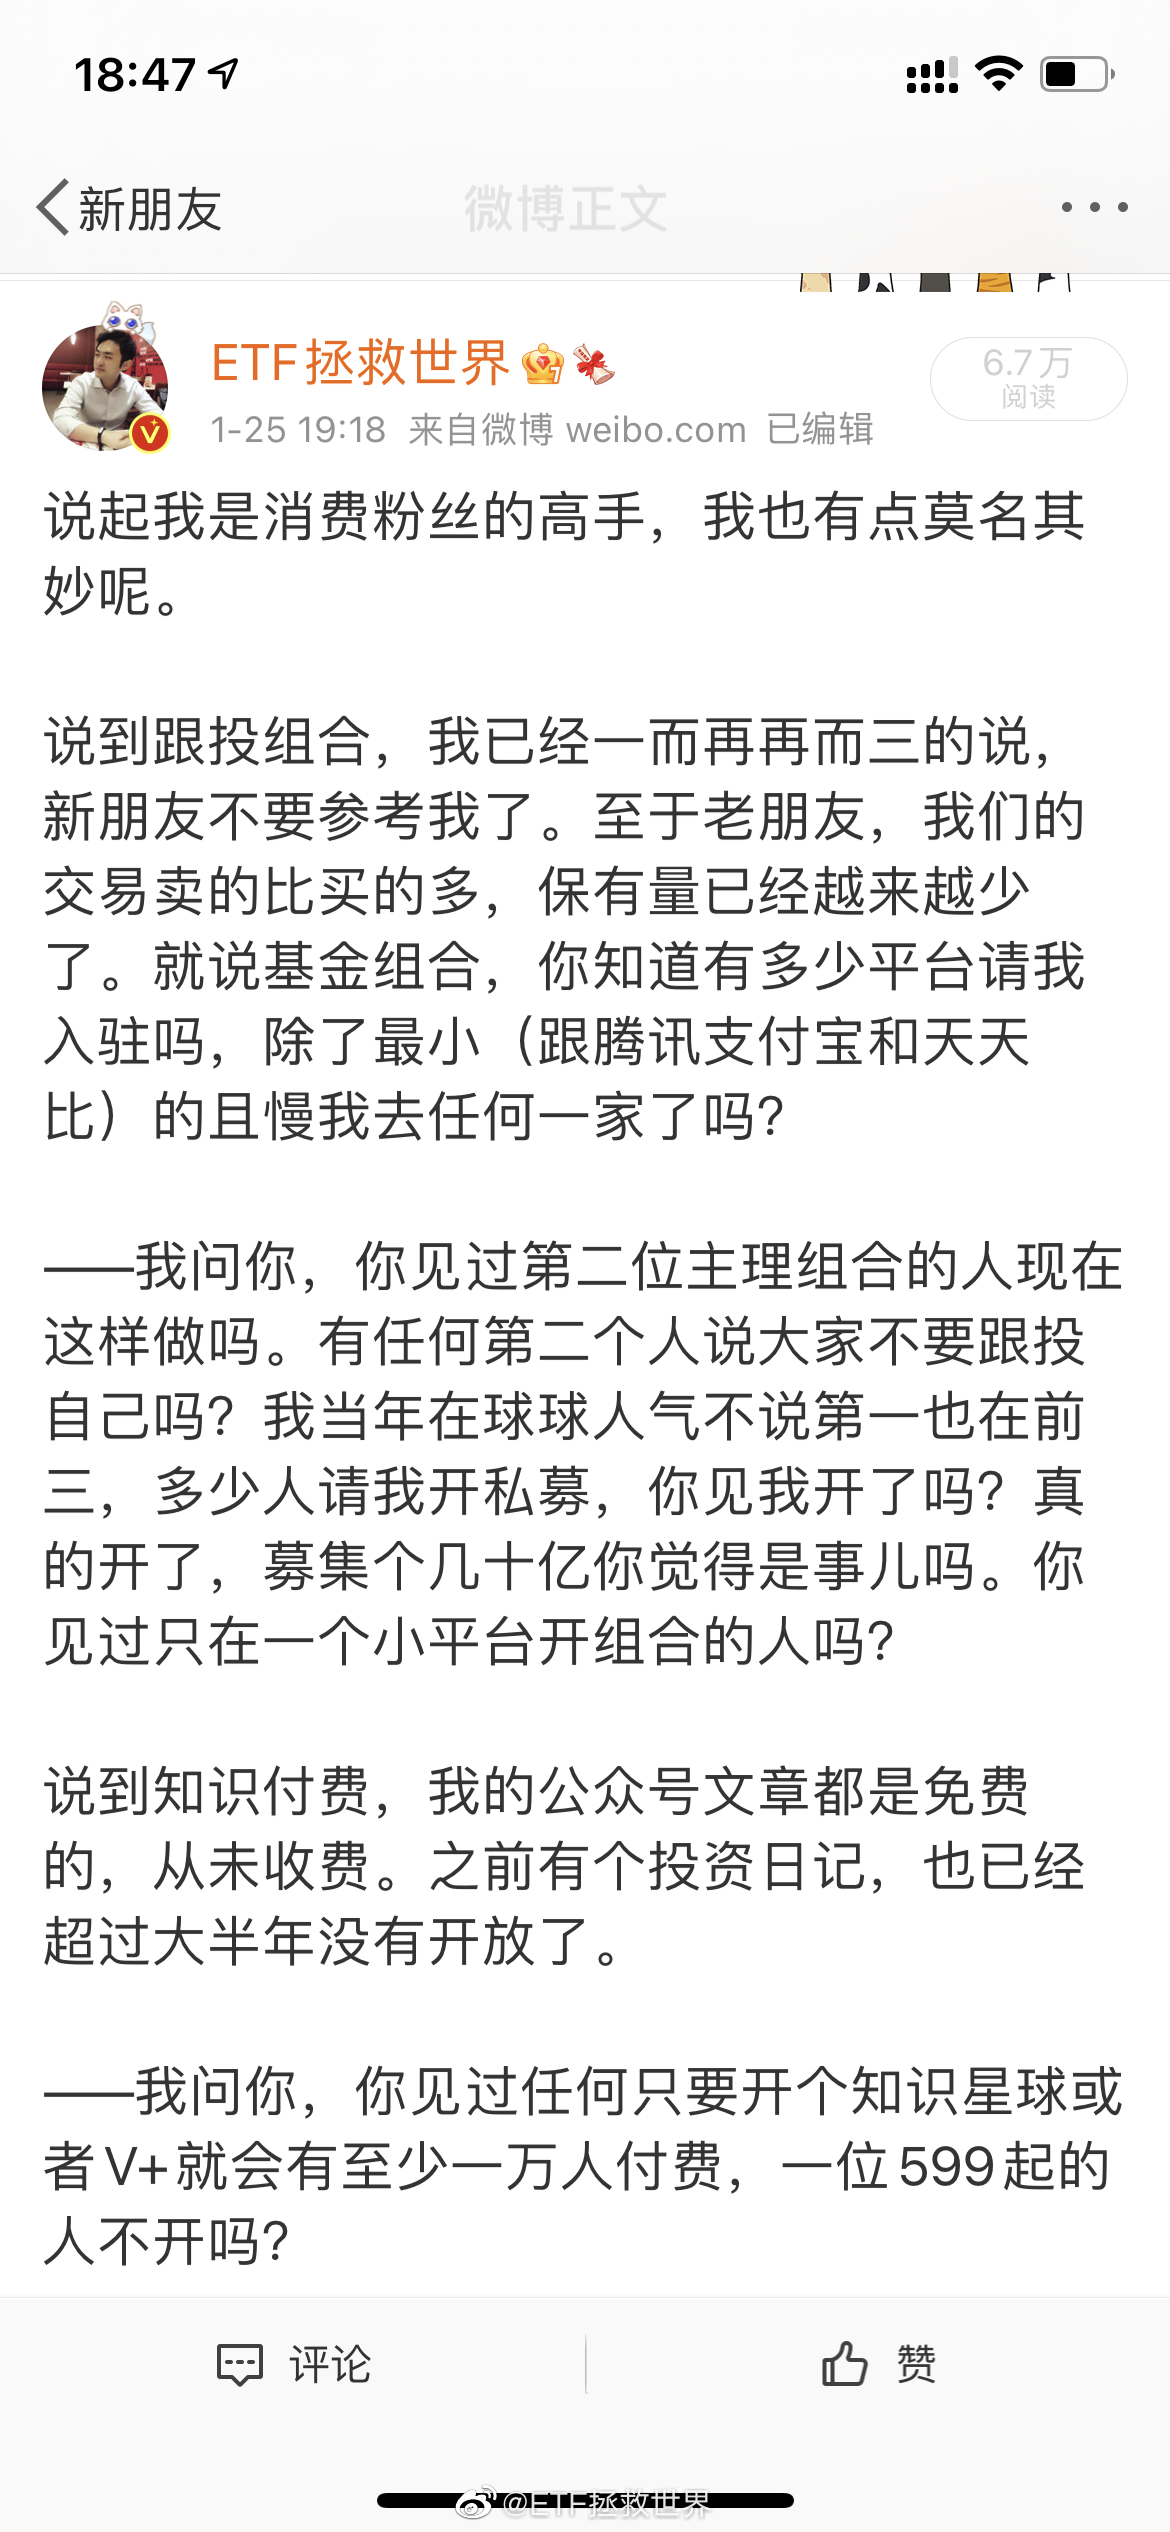 18:47
新朋友
微博正文
ETF拯救世界
6.7万
阅读
1-25 19:18 来自微博 weibo.com 已编辑
说起我是消费粉丝的高手，我也有点莫名其
妙呢。
说到跟投组合，我已经一而再再而三的说，
新朋友不要参考我了。至于老朋友，我们的
交易卖的比买的多，保有量已经越来越少
了。就说基金组合，你知道有多少平台请我
入驻吗，除了最小（跟腾讯支付宝和天天
比）的且慢我去任何一家了吗？
——我问你，你见过第二位主理组合的人现在
这样做吗。有任何第二个人说大家不要跟投
自己吗？我当年在球球人气不说第一也在前
三，多少人请我开私募，你见我开了吗？真
的开了，募集个几十亿你觉得是事儿吗。你
见过只在一个小平台开组合的人吗？
说到知识付费，我的公众号文章都是免费
的，从未收费。之前有个投资日记，也已经
超过大半年没有开放了。
——我问你，你见过任何只要开个知识星球或
者V+就会有至少一万人付费，一位599起的
人不开吗？
评论
赞
@ETF拯救世界